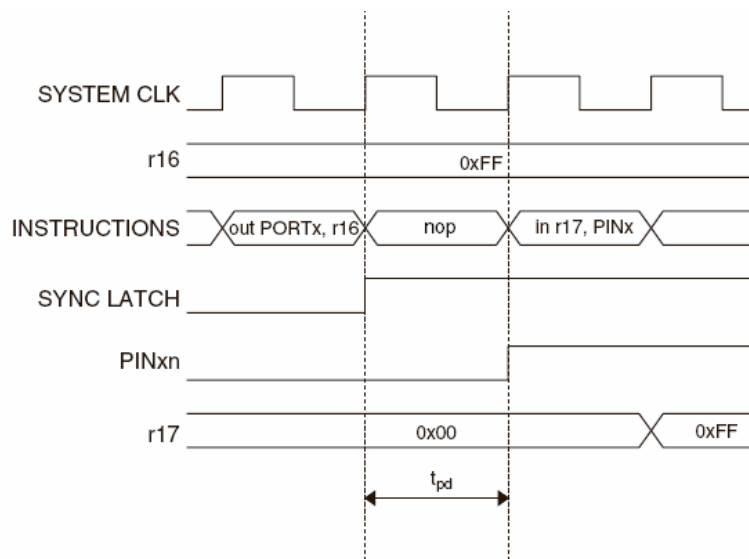 SYSTEM CLK
r16
0xFF
INSTRUCTIONS
out PORTx, r16
nop
in r17, PINx
SYNC LATCH
PINxn
r17
0x00
0xFF
tpd